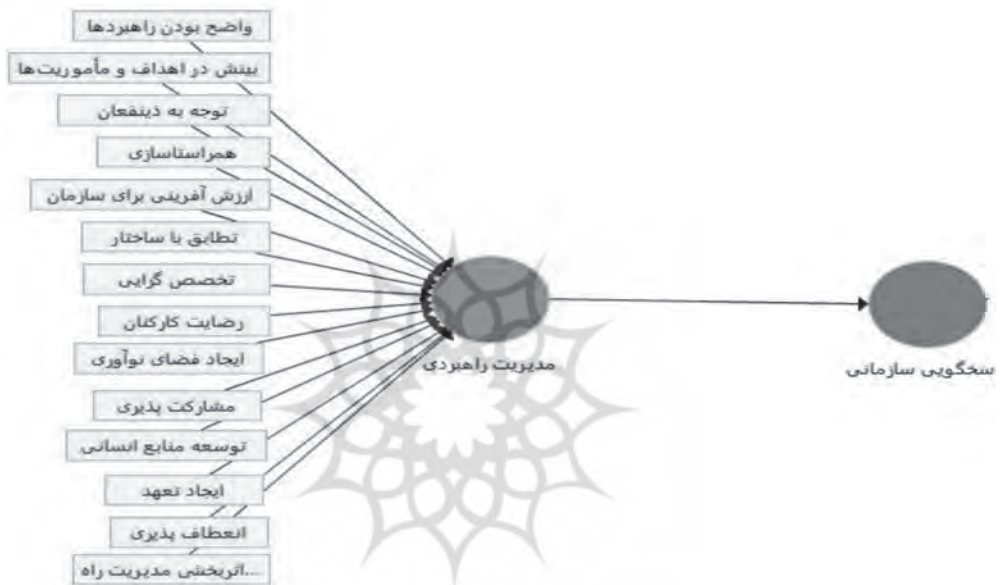 واضح بودن راهبردها
بینش در اهداف و مأموریت‌ها
توجه به ذینفعان
همراستاسازی
ارزش آفرینی برای سازمان
تطابق با ساختار
تخصص گرایی
رضایت کارکنان
ایجاد فضای نوآوری
مشارکت پذیری
توسعه منابع انسانی
ایجاد تعهد
انعطاف پذیری
...اثربخشی مدیریت راه
مدیریت راهبردی
سخگویی سازمانی